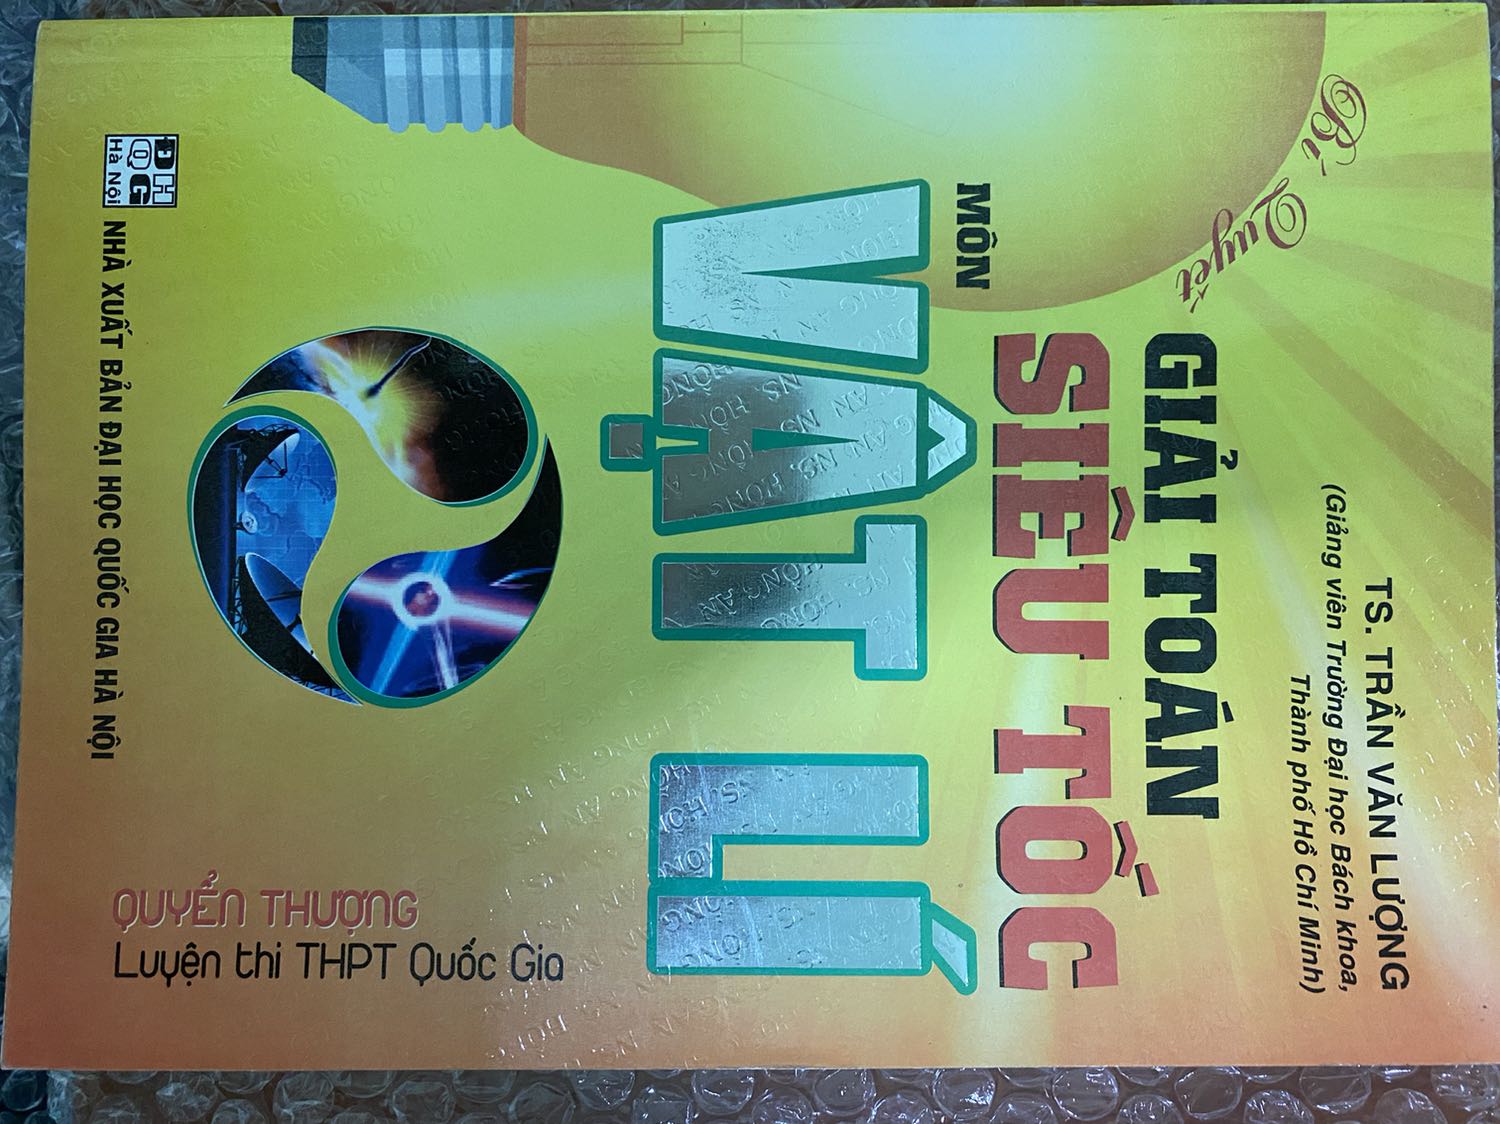 TS. TRẦN VĂN LƯỢNG
(Giảng viên Trường Đại học Bách khoa,
Thành phố Hồ Chí Minh)
Bí Quyết
GIẢI TOÁN
SIÊU TỐC
MÔN
VẬT LÍ
QUYỂN THƯỢNG
Luyện thi THPT Quốc Gia
ĐH
QG
Hà Nội
NHÀ XUẤT BẢN ĐẠI HỌC QUỐC GIA HÀ NỘI